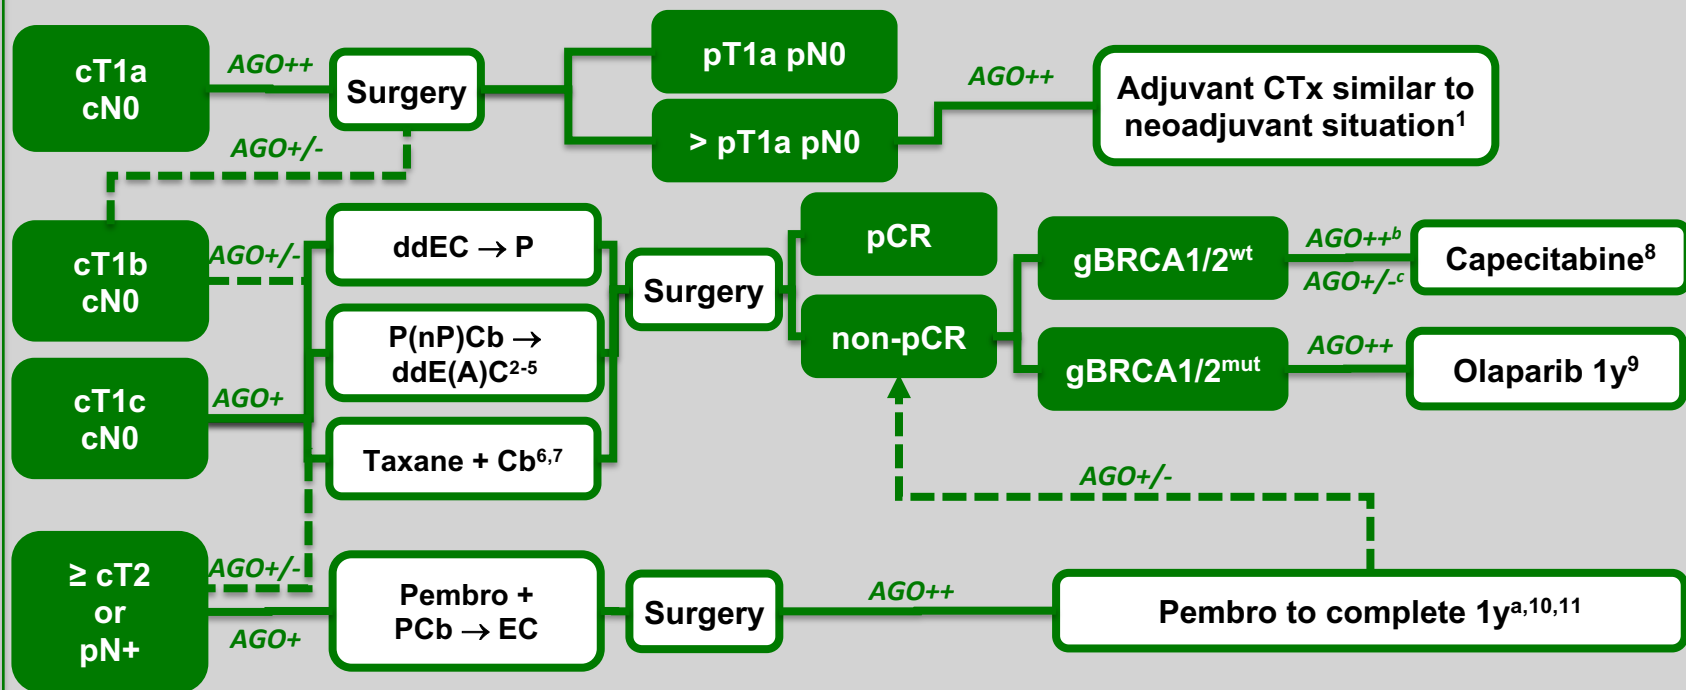 cT1a
cN0
AGO++
Surgery
pT1a pN0
> pT1a pN0
AGO++
Adjuvant CTx similar to
neoadjuvant situation¹
AGO+/-
cT1b
cN0
AGO+/-
cT1c
cN0
AGO+
ddEC → P
P(nP)Cb →
ddE(A)C²⁻⁵
Taxane + Cb⁶,⁷
Surgery
pCR
non-pCR
gBRCA1/2ʷᵗ
AGO++ᵇ
AGO+/-ᶜ
Capecitabine⁸
gBRCA1/2ᵐᵘᵗ
AGO++
Olaparib 1y⁹
AGO+/-
≥ cT2
or
pN+
AGO+/-
AGO+
Pembro +
PCb → EC
Surgery
AGO++
Pembro to complete 1yᵃ,¹⁰,¹¹